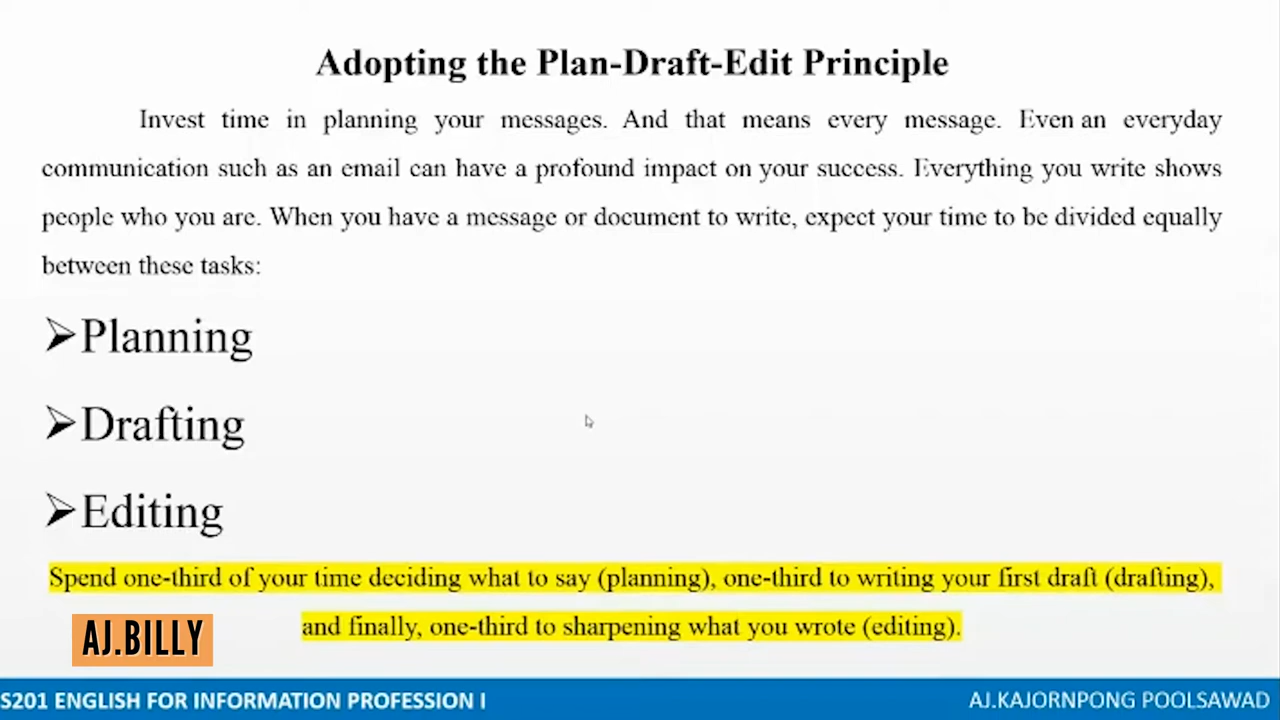 Adopting the Plan-Draft-Edit Principle
Invest time in planning your messages. And that means every message. Even an everyday
communication such as an email can have a profound impact on your success. Everything you write shows
people who you are. When you have a message or document to write, expect your time to be divided equally
between these tasks:
➢Planning
➢Drafting
➢Editing
Spend one-third of your time deciding what to say (planning), one-third to writing your first draft (drafting),
and finally, one-third to sharpening what you wrote (editing).
AJ.BILLY
S201 ENGLISH FOR INFORMATION PROFESSION I
AJ.KAJORNPONG POOLSAWAD